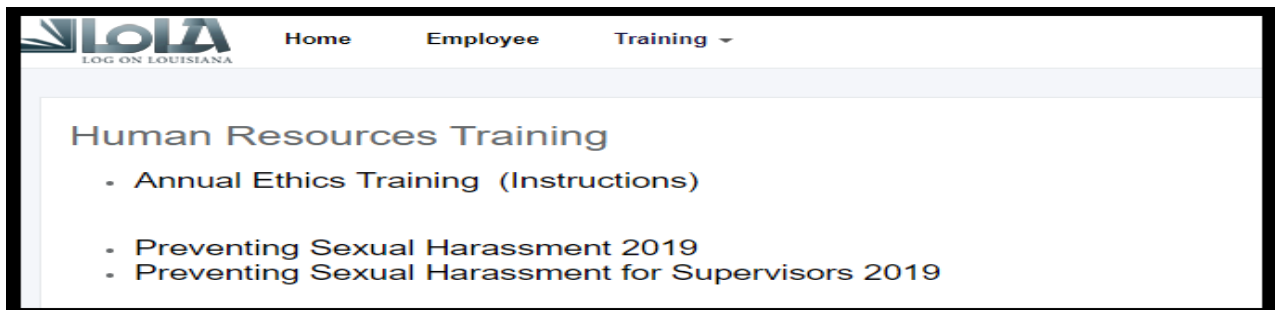 LOLA Home Employee Training
LOG ON LOUISIANA
Human Resources Training
• Annual Ethics Training (Instructions)
• Preventing Sexual Harassment 2019
• Preventing Sexual Harassment for Supervisors 2019